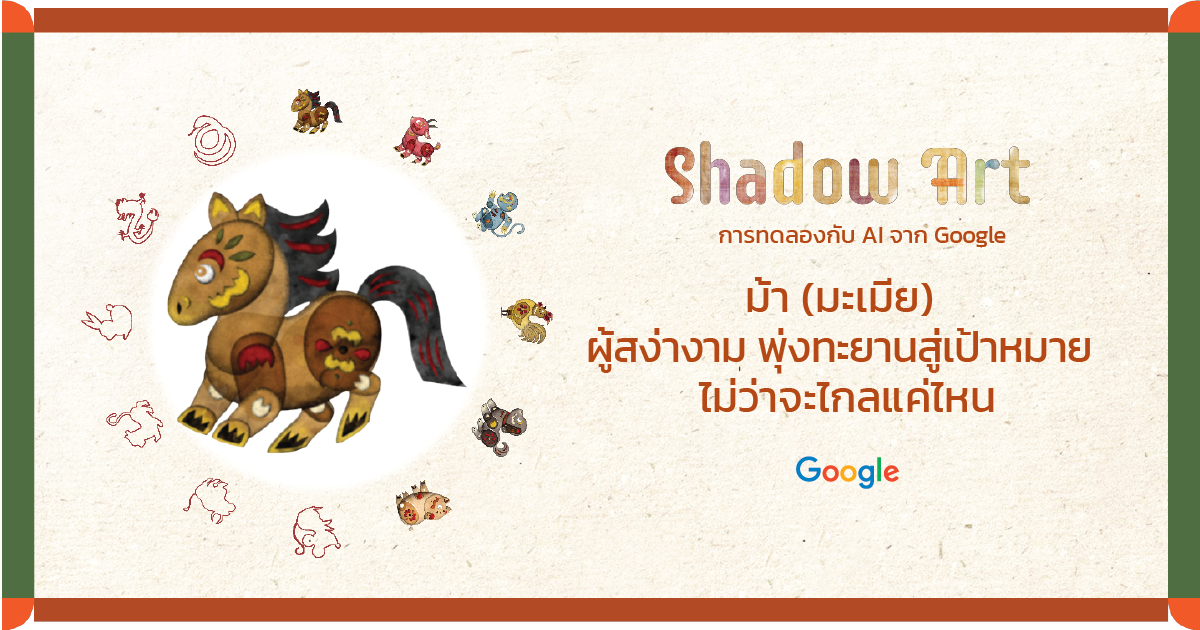 Shadow Art
การทดลองกับ AI จาก Google
ม้า (มะเมีย)
ผู้สง่างาม พุ่งทะยานสู่เป้าหมาย
ไม่ว่าจะไกลแค่ไหน
Google